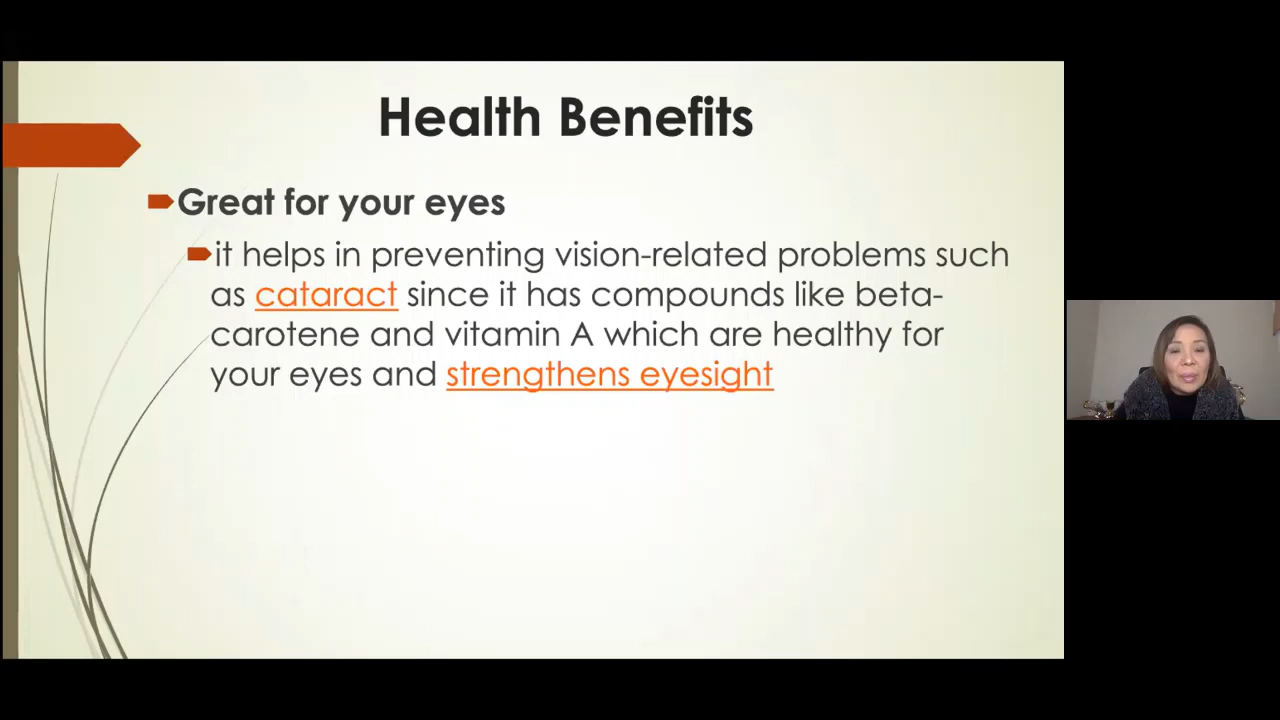 Health Benefits
Great for your eyes
it helps in preventing vision-related problems such
as cataract since it has compounds like beta-
carotene and vitamin A which are healthy for
your eyes and strengthens eyesight